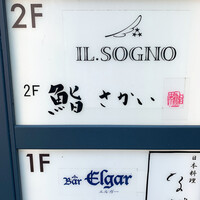 2F
IL.SOGNO
2F 鮨 さかい
1F
Bar Elgar
エルガー
日本料理